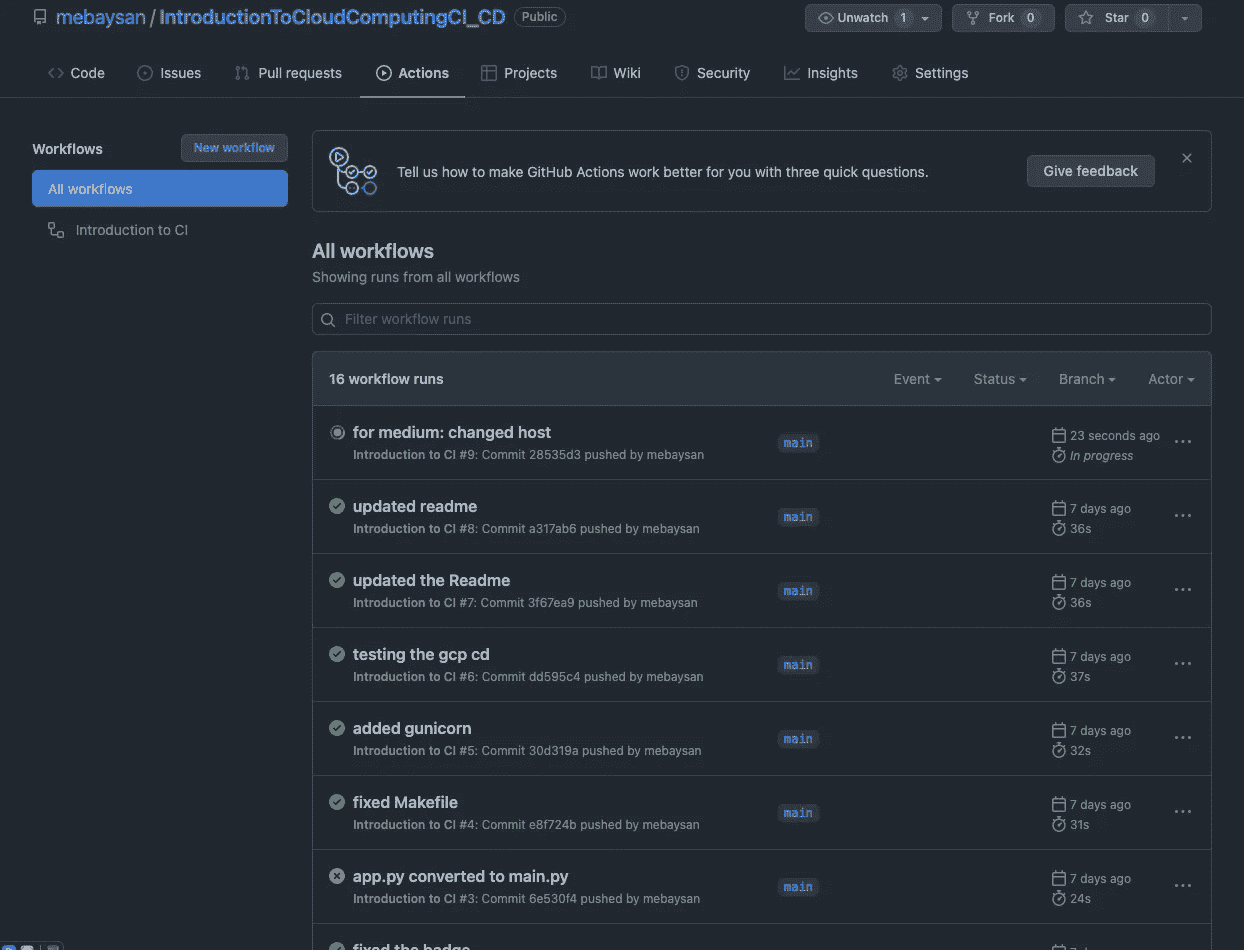 mebaysan / IntroductionToCloudComputingCI_CD Public
Unwatch 1 Fork 0 Star 0
Code Issues Pull requests Actions Projects Wiki Security Insights Settings
Workflows New workflow
All workflows
Introduction to CI
Tell us how to make GitHub Actions work better for you with three quick questions. Give feedback
All workflows
Showing runs from all workflows
Filter workflow runs
16 workflow runs Event Status Branch Actor
for medium: changed host
Introduction to CI #9: Commit 28535d3 pushed by mebaysan
main
23 seconds ago
In progress
updated readme
Introduction to CI #8: Commit a317ab6 pushed by mebaysan
main
7 days ago
36s
updated the Readme
Introduction to CI #7: Commit 3f67ea9 pushed by mebaysan
main
7 days ago
36s
testing the gcp cd
Introduction to CI #6: Commit dd595c4 pushed by mebaysan
main
7 days ago
37s
added gunicorn
Introduction to CI #5: Commit 30d319a pushed by mebaysan
main
7 days ago
32s
fixed Makefile
Introduction to CI #4: Commit e8f724b pushed by mebaysan
main
7 days ago
31s
app.py converted to main.py
Introduction to CI #3: Commit 6e530f4 pushed by mebaysan
main
7 days ago
24s
fixed the badge